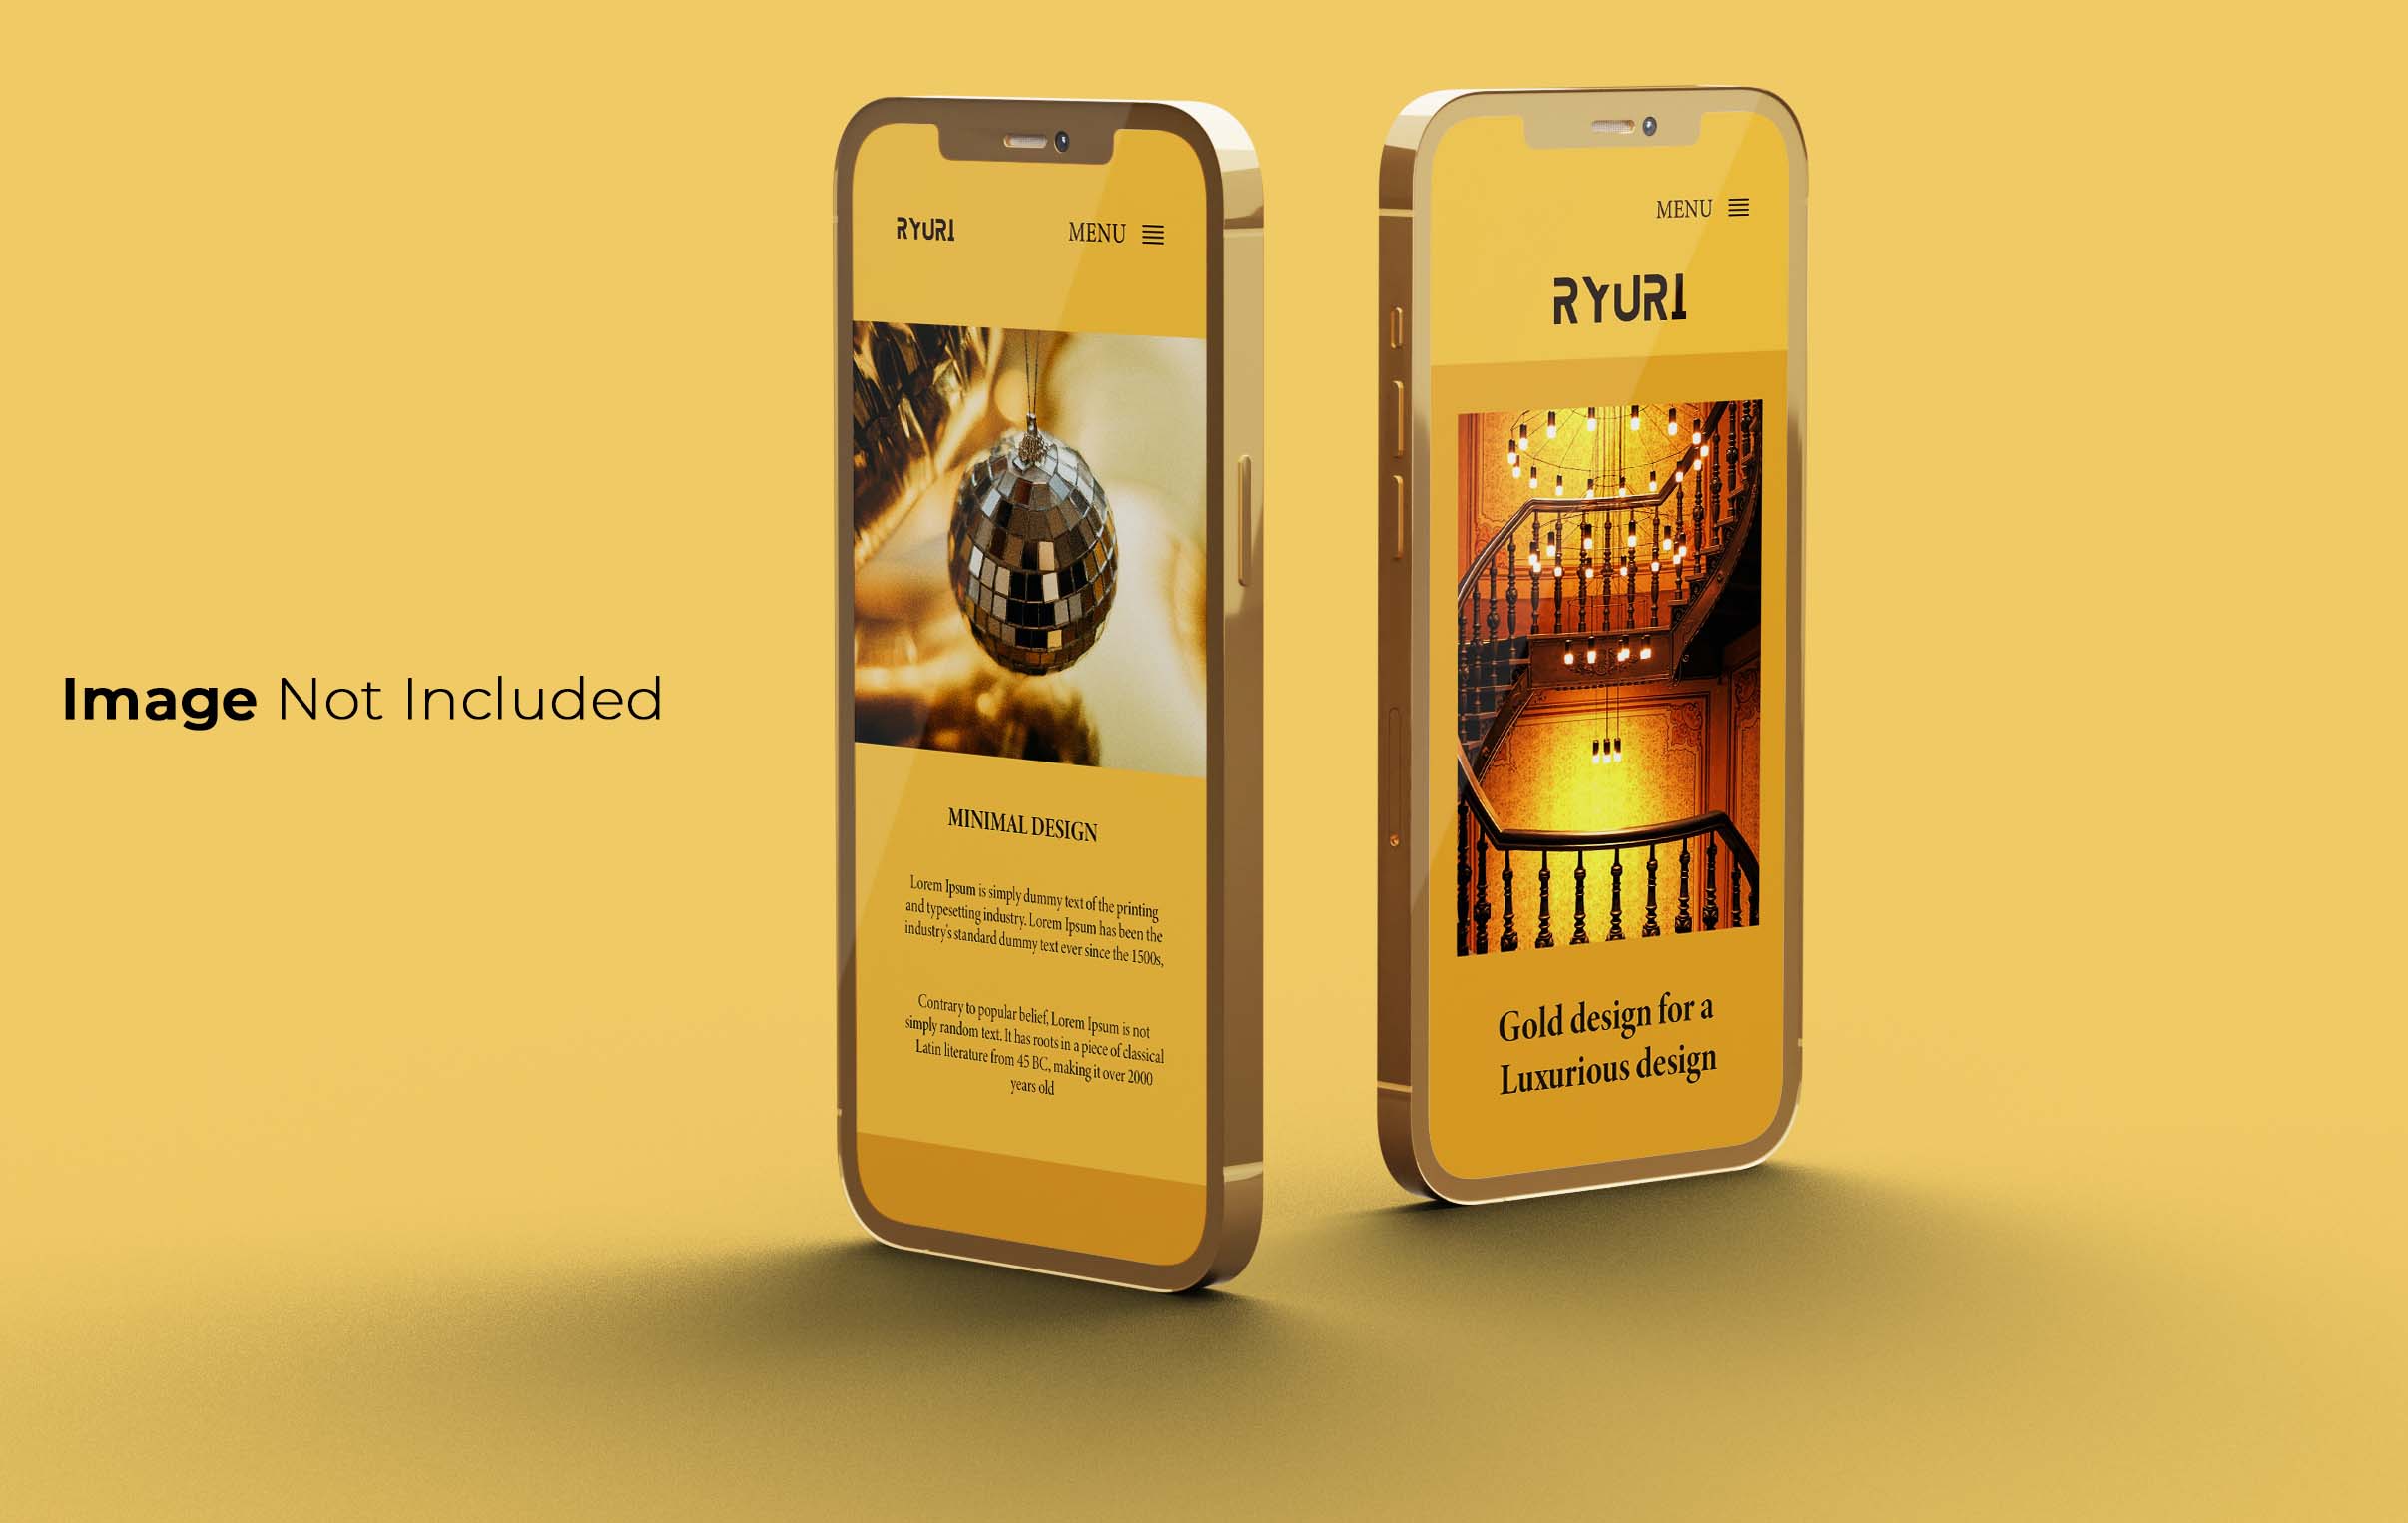 Image Not Included
RYURI
MENU
MINIMAL DESIGN
Lorem Ipsum is simply dummy text of the printing
and typesetting industry. Lorem Ipsum has been the
industry's standard dummy text ever since the 1500s,
Contrary to popular belief, Lorem Ipsum is not
simply random text. It has roots in a piece of classical
Latin literature from 45 BC, making it over 2000
years old
MENU
RYURI
Gold design for a
Luxurious design